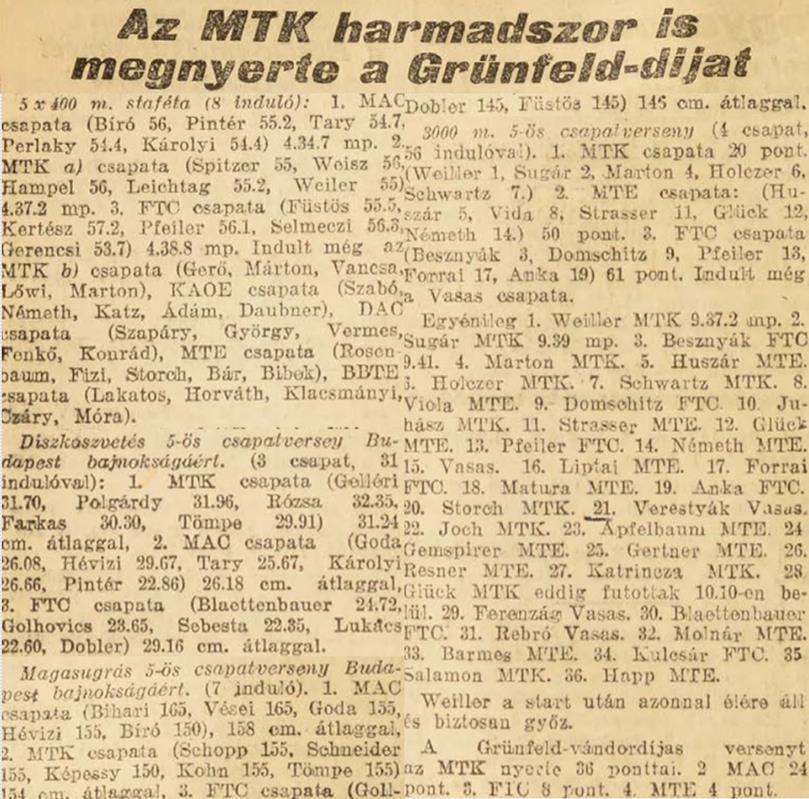 Az MTK harmadszor is
megnyerte a Grünfeld-dijat
5 x 400 m. staféta (8 induló): 1. MAC
csapata (Bíró 56, Pintér 55.2, Tary 54.7,
Perlaky 54.4, Károlyi 54.4) 4.34.7 mp. 2.
MTK a) csapata (Spitzer 55, Weisz 56,
Hampel 56, Leichtag 55.2, Weiler 55)
4.37.2 mp. 3. FTC csapata (Füstös 55.5,
Kertész 57.2, Pfeiler 56.1, Selmeczi 56.3,
Gerencsi 53.7) 4.38.8 mp. Indult még az
MTK b) csapata (Gerő, Márton, Vancsa,
Lőwi, Marton), KAOE csapata (Szabó,
Németh, Katz, Ádám, Daubner), DAC
csapata (Szapáry, György, Vermes,
Fenkő, Konrád), MTE csapata (Rosen-
baum, Fizi, Storch, Bár, Bibok), BBTE
csapata (Lakatos, Horváth, Klacsmányi,
Czáry, Móra).
Diszkoszvetés 5-ös csapatversey Bu-
dapest bajnokságáért. (3 csapat, 31
indulóval): 1. MTK csapata (Gelléri
31.70, Polgárdy 31.96, Rózsa 32.35,
Farkas 30.30, Tömpe 29.91) 31.24
cm. átlaggal, 2. MAC csapata (Goda
26.08, Hévizi 29.67, Tary 25.67, Károlyi
26.66, Pintér 22.86) 26.18 cm. átlaggal,
3. FTC csapata (Blaettenbauer 24.72,
Golhovics 23.65, Sebesta 22.35, Lukács
22.60, Dobler) 29.16 cm. átlaggal.
Magasugrás 5-ös csapatverseny Buda-
pest bajnokságáért. (7 induló). 1. MAC
csapata (Bihari 165, Vései 165, Goda 155,
Hévizi 155, Bíró 150), 158 cm. átlaggal,
2. MTK csapata (Schopp 155, Schneider
155, Képessy 150, Kohn 155, Tömpe 155)
154 cm. átlaggal, 3. FTC csapata (Goll-
Dobler 145, Füstös 145) 146 cm. átlaggal.
3000 m. 5-ös csapatverseny (4 csapat,
56 indulóval). 1. MTK csapata 20 pont.
(Weiller 1, Sugár 2, Marton 4, Holczer 6,
Schwartz 7.) 2. MTE csapata: (Hu-
szár 5, Vida 8, Strasser 11, Glück 12,
Németh 14.) 50 pont. 3. FTC csapata
(Besznyák 3, Domschitz 9, Pfeiler 13,
Forrai 17, Anka 19) 61 pont. Indult még
a Vasas csapata.
Egyénileg 1. Weiller MTK 9.37.2 mp. 2.
Sugár MTK 9.39 mp. 3. Besznyák FTC
9.41. 4. Marton MTK. 5. Huszár MTE.
6. Holczer MTK. 7. Schwartz MTK. 8.
Viola MTE. 9. Domschitz FTC. 10. Ju-
hász MTK. 11. Strasser MTE. 12. Glück
MTE. 13. Pfeiler FTC. 14. Németh MTE.
15. Vasas. 16. Liptai MTE. 17. Forrai
FTC. 18. Matura MTE. 19. Anka FTC.
20. Storch MTK. 21. Verestyák Vasas.
22. Joch MTK. 23. Apfelbaum MTE. 24
Gemspirer MTE. 25. Gertner MTE. 26.
Resner MTE. 27. Katrincza MTK. 28.
Glück MTK eddig futottak 10.10-en be-
lül. 29. Ferenzág Vasas. 30. Blaettenbauer
FTC. 31. Rebró Vasas. 32. Molnár MTE.
33. Barmos MTE. 34. Kulcsár FTC. 35
Salamon MTK. 36. Happ MTE.
Weiller a start után azonnal élére áll
és biztosan győz.
A Grünfeld-vándordíjas versenyt
az MTK nyerte 36 ponttal. 2 MAC 24
pont. 3. FTC 8 pont. 4. MTE 4 pont.